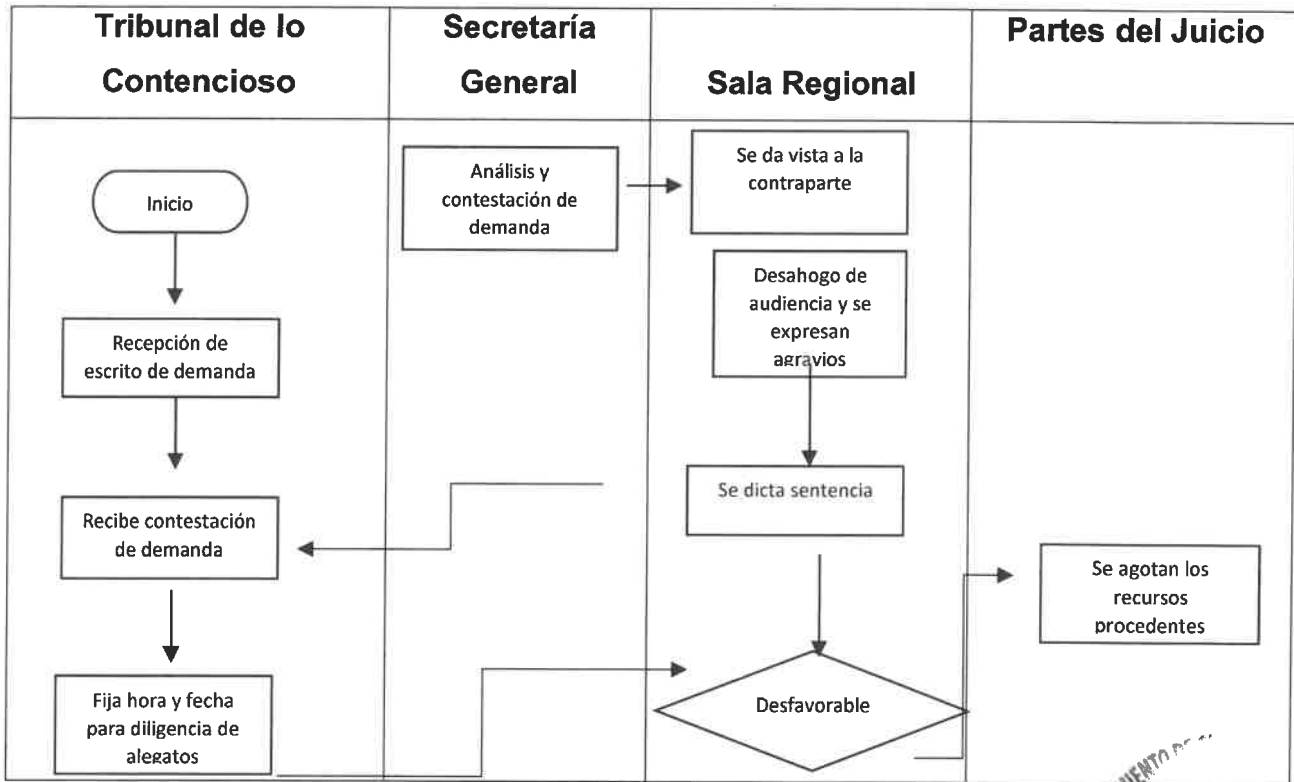 Tribunal de lo
Contencioso
Secretaría
General
Sala Regional
Partes del Juicio
Inicio
Recepción de
escrito de demanda
Recibe contestación
de demanda
Fija hora y fecha
para diligencia de
alegatos
Análisis y
contestación de
demanda
Se da vista a la
contraparte
Desahogo de
audiencia y se
expresan
agravios
Se dicta sentencia
Desfavorable
Se agotan los
recursos
procedentes